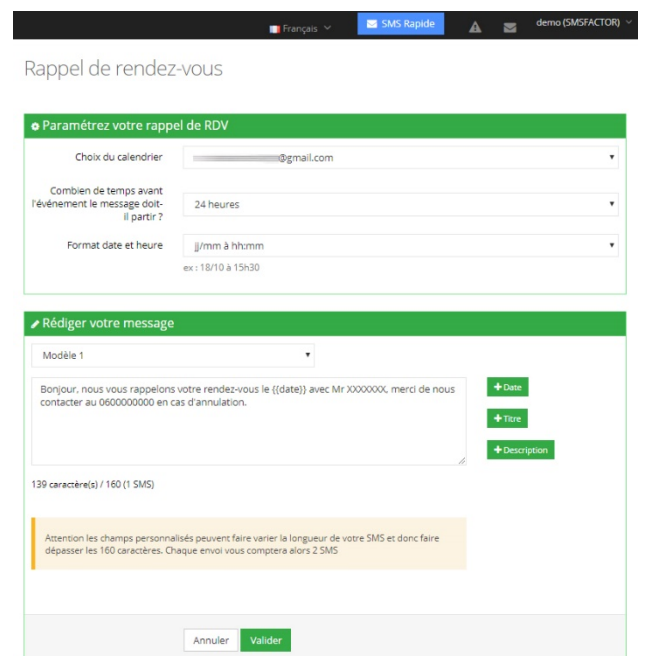 Français
SMS Rapide
demo (SMSFACTOR)
Rappel de rendez-vous
Paramétrez votre rappel de RDV
Choix du calendrier
@gmail.com
Combien de temps avant
l'événement le message doit-
il partir ?
24 heures
Format date et heure
jj/mm à hh:mm
ex : 18/10 à 15h30
Rédiger votre message
Modèle 1
Bonjour, nous vous rappelons votre rendez-vous le {{date}} avec Mr XXXXXXX, merci de nous
contacter au 0600000000 en cas d'annulation.
+ Date
+ Titre
+ Description
139 caractère(s) / 160 (1 SMS)
Attention les champs personnalisés peuvent faire varier la longueur de votre SMS et donc faire
dépasser les 160 caractères. Chaque envoi vous comptera alors 2 SMS
Annuler
Valider